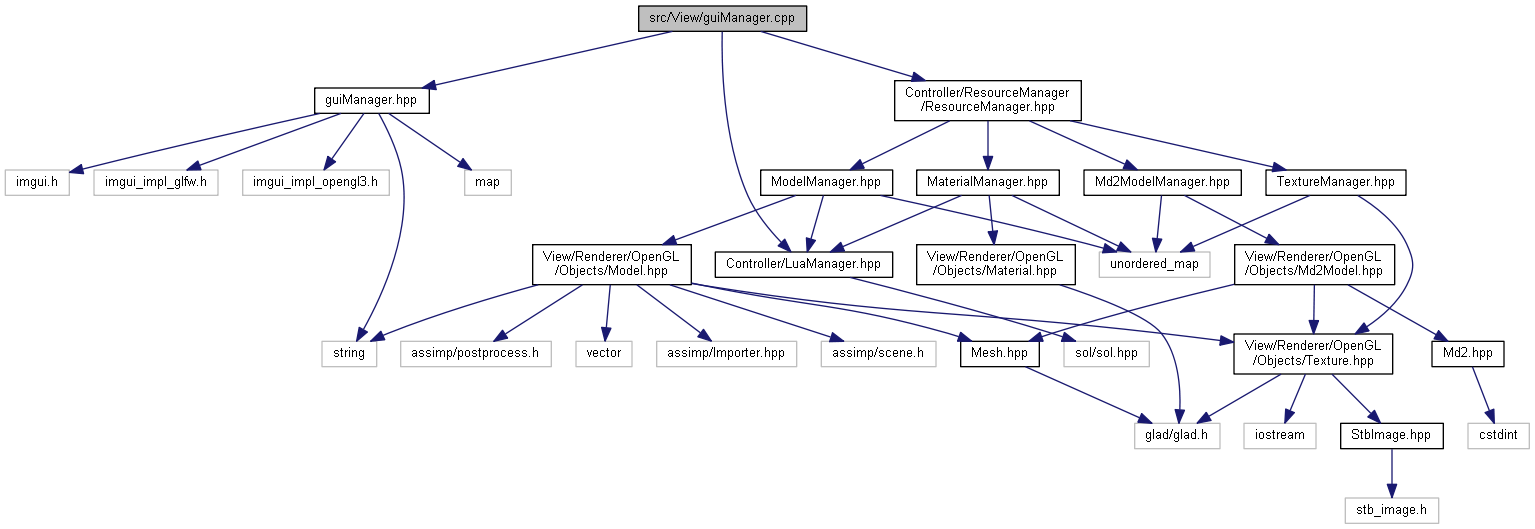 src/View/guiManager.cpp
guiManager.hpp
Controller/ResourceManager
/ResourceManager.hpp
imgui.h
imgui_impl_glfw.h
imgui_impl_opengl3.h
map
ModelManager.hpp
MaterialManager.hpp
Md2ModelManager.hpp
TextureManager.hpp
View/Renderer/OpenGL
/Objects/Model.hpp
Controller/LuaManager.hpp
View/Renderer/OpenGL
/Objects/Material.hpp
unordered_map
View/Renderer/OpenGL
/Objects/Md2Model.hpp
string
assimp/postprocess.h
vector
assimp/Importer.hpp
assimp/scene.h
Mesh.hpp
sol/sol.hpp
View/Renderer/OpenGL
/Objects/Texture.hpp
Md2.hpp
glad/glad.h
iostream
StbImage.hpp
cstdint
stb_image.h